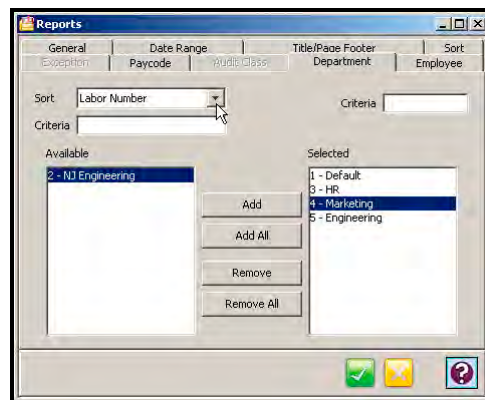 Reports
General Date Range Title/Page Footer Sort
Exception Paycode Audit Class Department Employee
Sort Labor Number Criteria
Criteria
Available Selected
2 - NJ Engineering 1 - Default
3 - HR
Add 4 - Marketing
5 - Engineering
Add All
Remove
Remove All
?